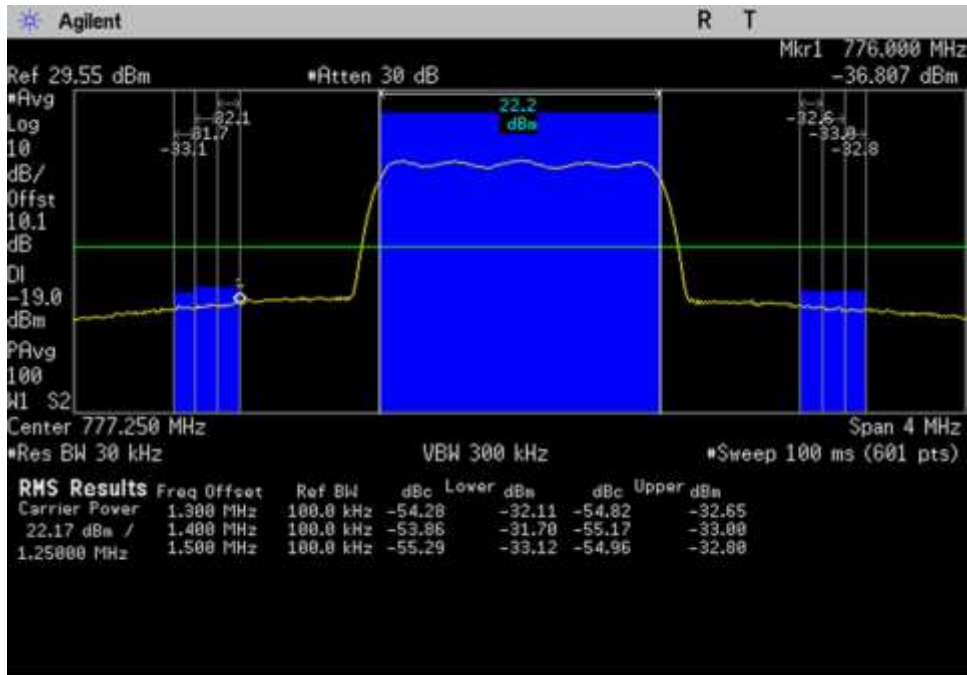 Agilent R T
Mkr1 776.000 MHz
Ref 29.55 dBm #Atten 30 dB -36.807 dBm
#Avg
Log
10
dB/
Offst
10.1
dB
DI
-19.0
dBm
PAvg
100
W1 S2
22.2
dBm
-32.1
-31.7
-33.1
-32.6
-33.0
-32.8
1
Center 777.250 MHz Span 4 MHz
#Res BW 30 kHz VBW 300 kHz #Sweep 100 ms (601 pts)
RMS Results Freq Offset Ref BW dBc Lower dBm dBc Upper dBm
Carrier Power 1.300 MHz 100.0 kHz -54.28 -32.11 -54.82 -32.65
22.17 dBm / 1.400 MHz 100.0 kHz -53.86 -31.70 -55.17 -33.00
1.25000 MHz 1.500 MHz 100.0 kHz -55.29 -33.12 -54.96 -32.80